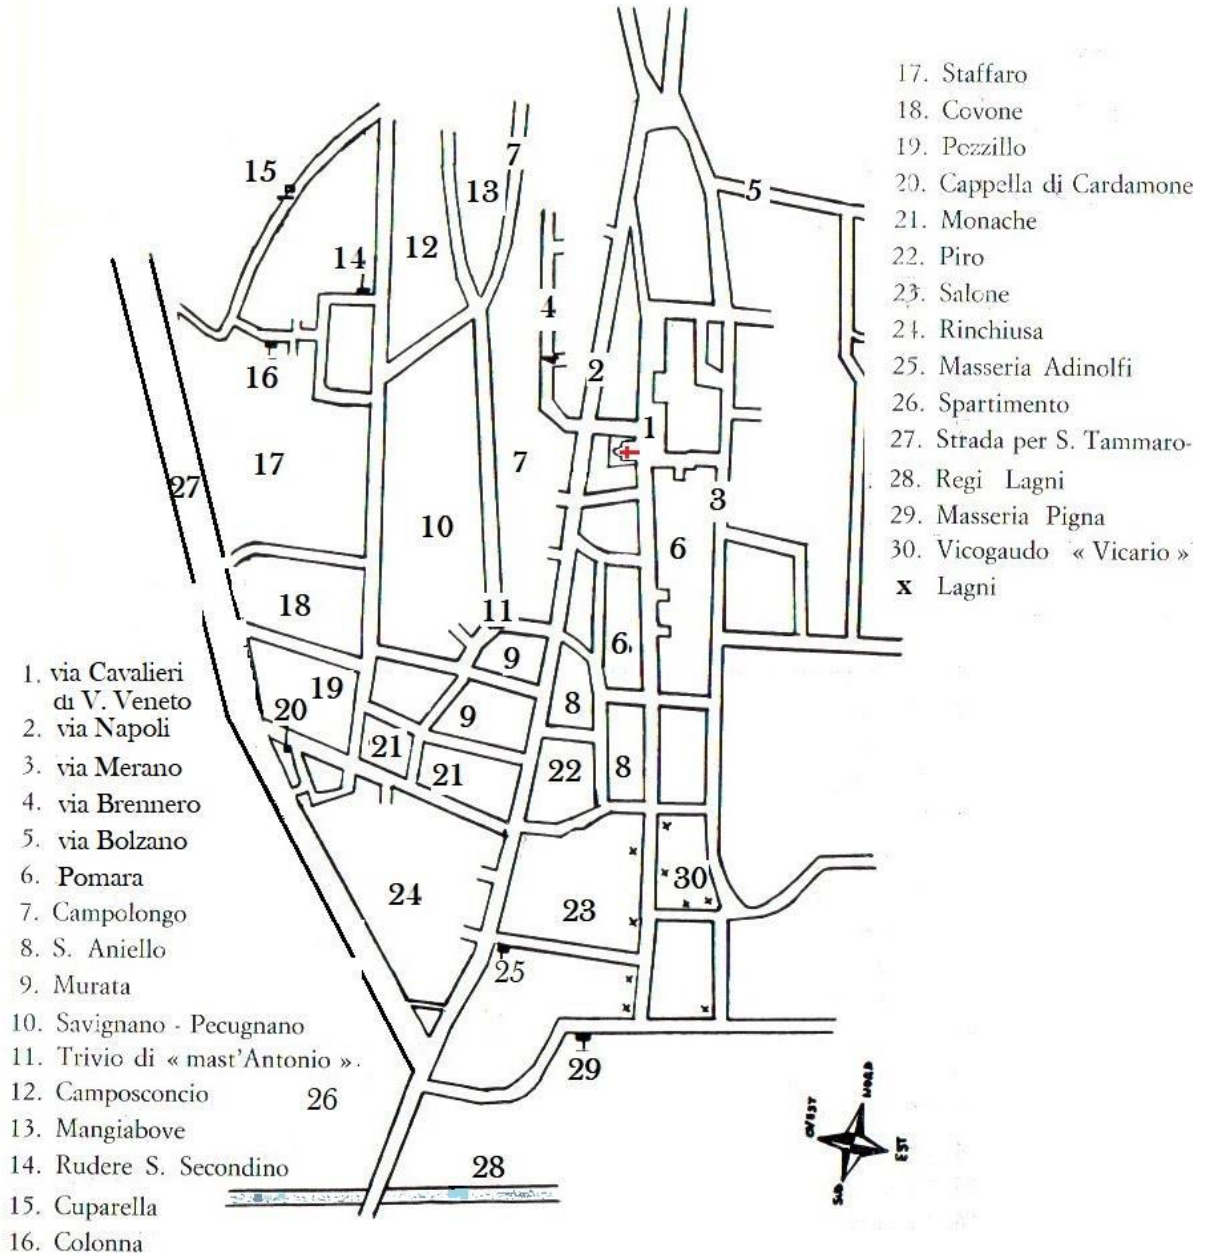 1. via Cavalieri
di V. Veneto
2. via Napoli
3. via Merano
4. via Brennero
5. via Bolzano
6. Pomara
7. Campolongo
8. S. Aniello
9. Murata
10. Savignano - Pecugnano
11. Trivio di « mast'Antonio ».
12. Camposconcio
13. Mangiabove
14. Rudere S. Secondino
15. Cuparella
16. Colonna
17. Staffaro
18. Covone
19. Pozzillo
20. Cappella di Cardamone
21. Monache
22. Piro
23. Salone
24. Rinchiusa
25. Masseria Adinolfi
26. Spartimento
27. Strada per S. Tammaro-
28. Regi Lagni
29. Masseria Pigna
30. Vicogaudo « Vicario »
x Lagni
7
15
13
5
12
14
4
2
16
1
7
17
27
3
10
6
18
11
6
9
19
8
20
9
21
21
22
8
24
23
30
25
29
26
28
NORD
OVEST
EST
SUD